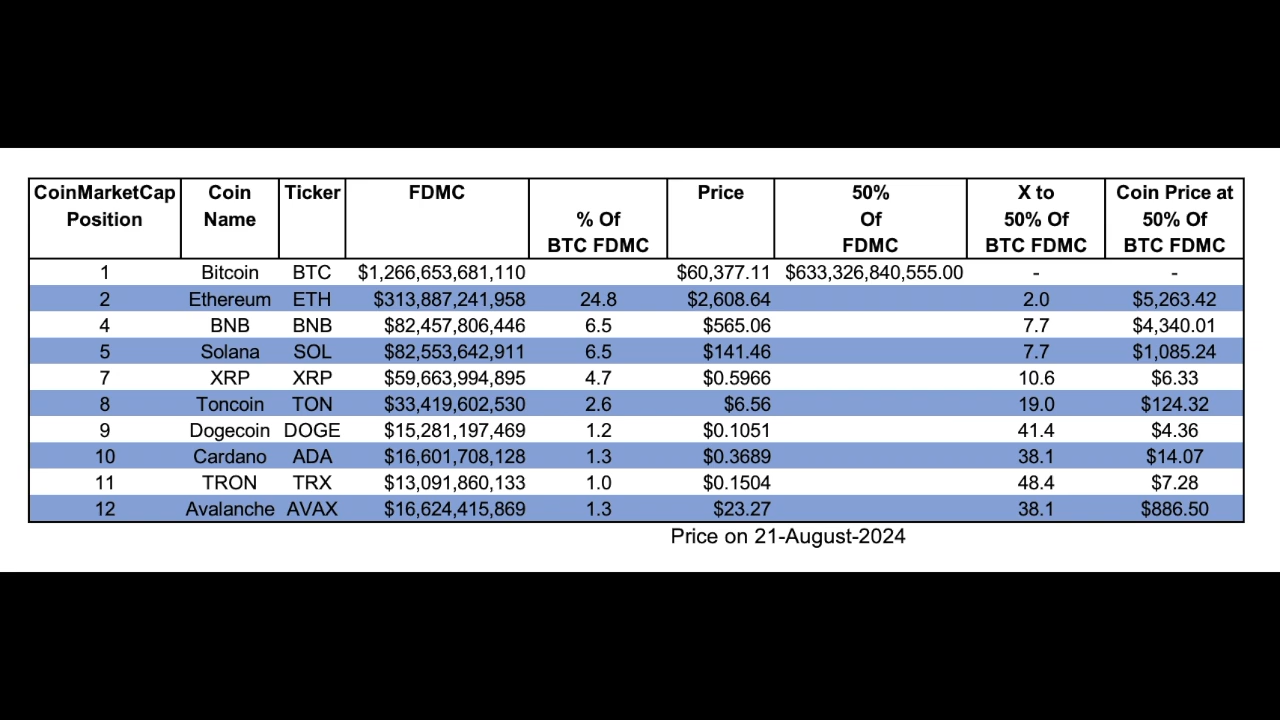 CoinMarketCap Coin Ticker FDMC Price 50% X to Coin Price at
Position Name % Of Of 50% Of 50% Of
BTC FDMC FDMC BTC FDMC BTC FDMC
1 Bitcoin BTC $1,266,653,681,110 $60,377.11 $633,326,840,555.00 - -
2 Ethereum ETH $313,887,241,958 24.8 $2,608.64 2.0 $5,263.42
4 BNB BNB $82,457,806,446 6.5 $565.06 7.7 $4,340.01
5 Solana SOL $82,553,642,911 6.5 $141.46 7.7 $1,085.24
7 XRP XRP $59,663,994,895 4.7 $0.5966 10.6 $6.33
8 Toncoin TON $33,419,602,530 2.6 $6.56 19.0 $124.32
9 Dogecoin DOGE $15,281,197,469 1.2 $0.1051 41.4 $4.36
10 Cardano ADA $16,601,708,128 1.3 $0.3689 38.1 $14.07
11 TRON TRX $13,091,860,133 1.0 $0.1504 48.4 $7.28
12 Avalanche AVAX $16,624,415,869 1.3 $23.27 38.1 $886.50
Price on 21-August-2024